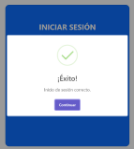 INICIAR SESIÓN
¡Éxito!
Inicio de sesión correcto
Continuar